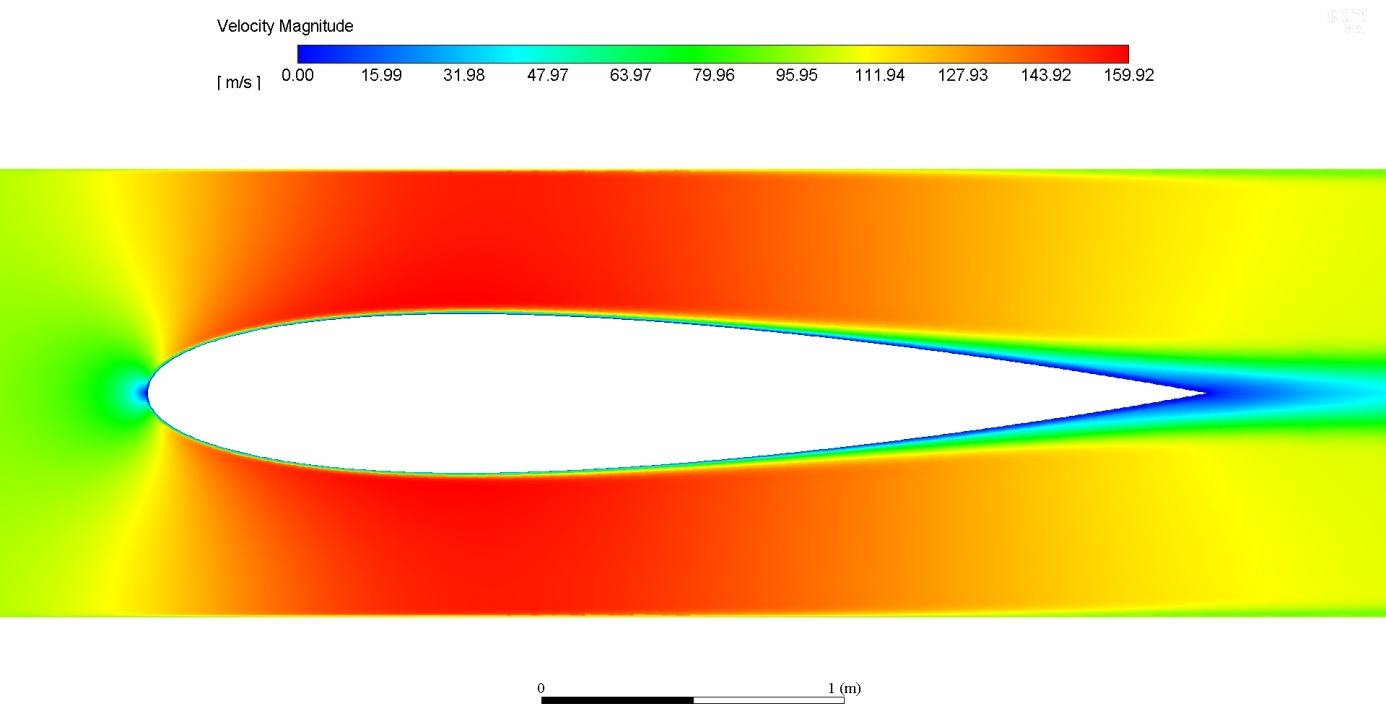 Velocity Magnitude
[ m/s ]
0.00 15.99 31.98 47.97 63.97 79.96 95.95 111.94 127.93 143.92 159.92
0 1 (m)